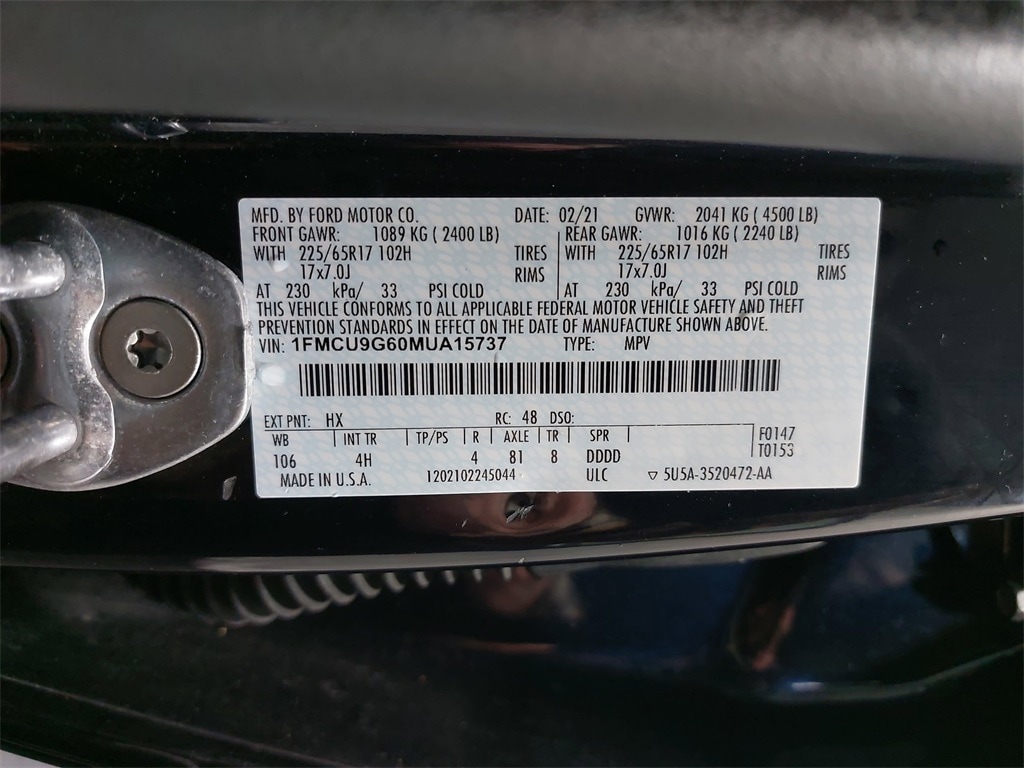 MFD. BY FORD MOTOR CO. DATE: 02/21 GVWR: 2041 KG ( 4500 LB)
FRONT GAWR: 1089 KG ( 2400 LB) REAR GAWR: 1016 KG ( 2240 LB)
WITH 225/65R17 102H TIRES WITH 225/65R17 102H TIRES
17x7.0J RIMS 17x7.0J RIMS
AT 230 kPa/ 33 PSI COLD AT 230 kPa/ 33 PSI COLD
THIS VEHICLE CONFORMS TO ALL APPLICABLE FEDERAL MOTOR VEHICLE SAFETY AND THEFT
PREVENTION STANDARDS IN EFFECT ON THE DATE OF MANUFACTURE SHOWN ABOVE.
VIN: 1FMCU9G60MUA15737 TYPE: MPV
EXT PNT: HX RC: 48 DSO:
WB INT TR TP/PS R AXLE TR SPR F0147
106 4H 4 81 8 DDDD T0153
MADE IN U.S.A. 1202102245044 ULC ▽ 5U5A-3520472-AA